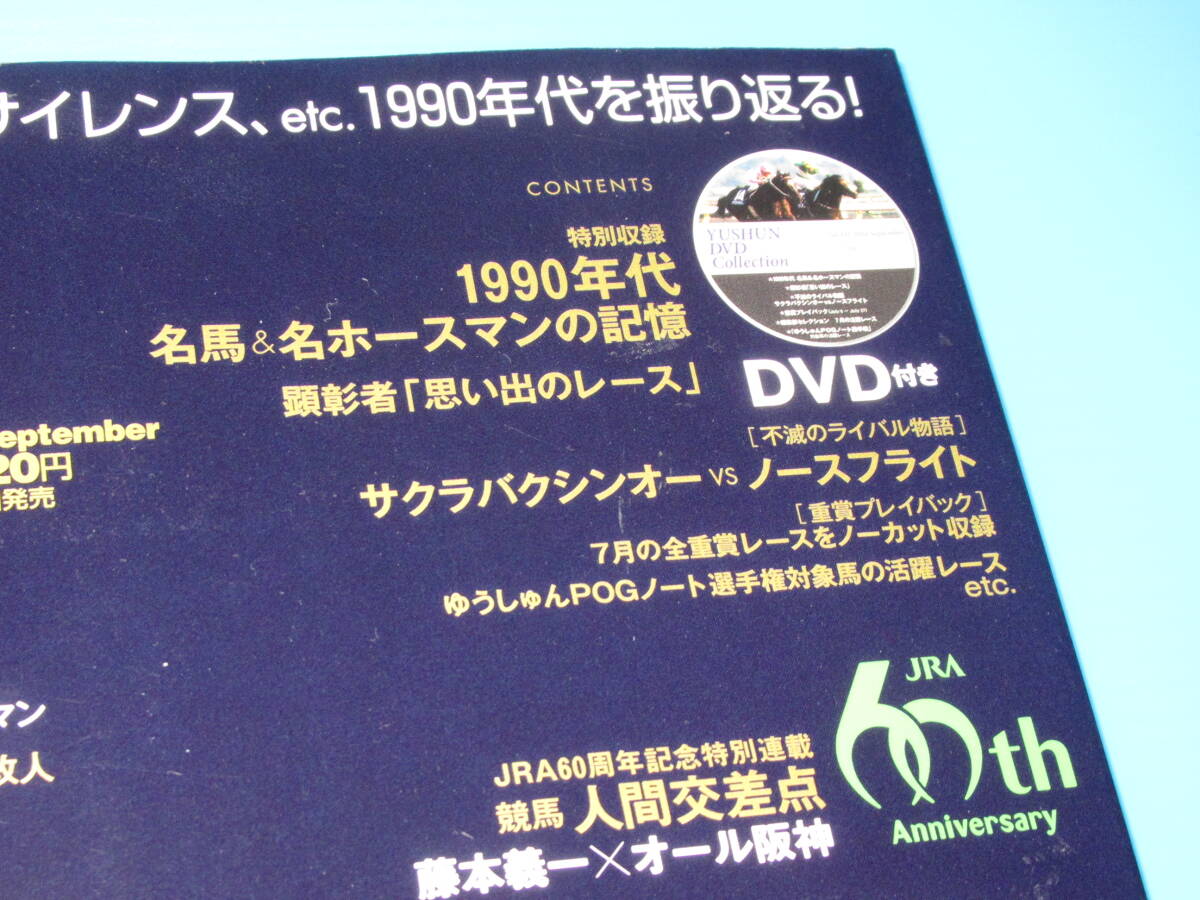 サイレンス、etc.1990年代を振り返る!
CONTENTS
特別収録
1990年代
名馬&名ホースマンの記憶
顕彰者「思い出のレース」
YUSHUN
DVD
Collection
DVD付き
[不滅のライバル物語]
サクラバクシンオーvsノースフライト
[重賞プレイバック]
7月の全重賞レースをノーカット収録
ゆうしゅんPOGノート選手権対象馬の活躍レース
etc.
eptember
20円
発売
マン
人
JRA
60th
Anniversary
JRA60周年記念特別連載
競馬 人間交差点
藤本義一×オール阪神